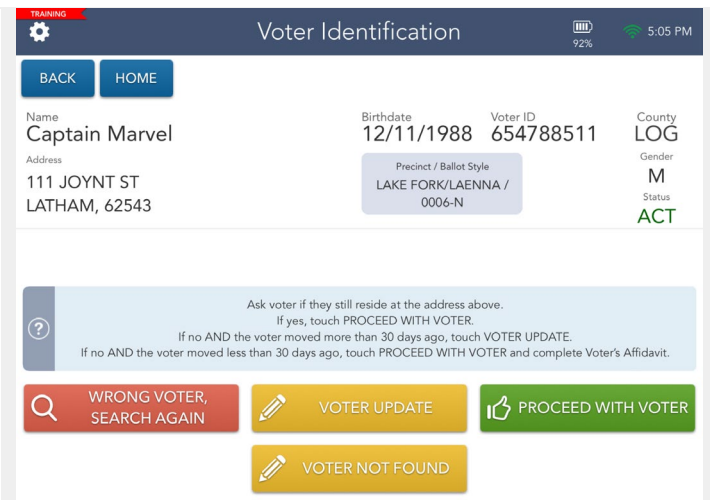 TRAINING
Voter Identification
92%
5:05 PM
BACK
HOME
Name
Captain Marvel
Birthdate
12/11/1988
Voter ID
654788511
County
LOG
Address
111 JOYNT ST
LATHAM, 62543
Precinct / Ballot Style
LAKE FORK/LAENNA /
0006-N
Gender
M
Status
ACT
?
Ask voter if they still reside at the address above.
If yes, touch PROCEED WITH VOTER.
If no AND the voter moved more than 30 days ago, touch VOTER UPDATE.
If no AND the voter moved less than 30 days ago, touch PROCEED WITH VOTER and complete Voter's Affidavit.
WRONG VOTER,
SEARCH AGAIN
VOTER UPDATE
PROCEED WITH VOTER
VOTER NOT FOUND